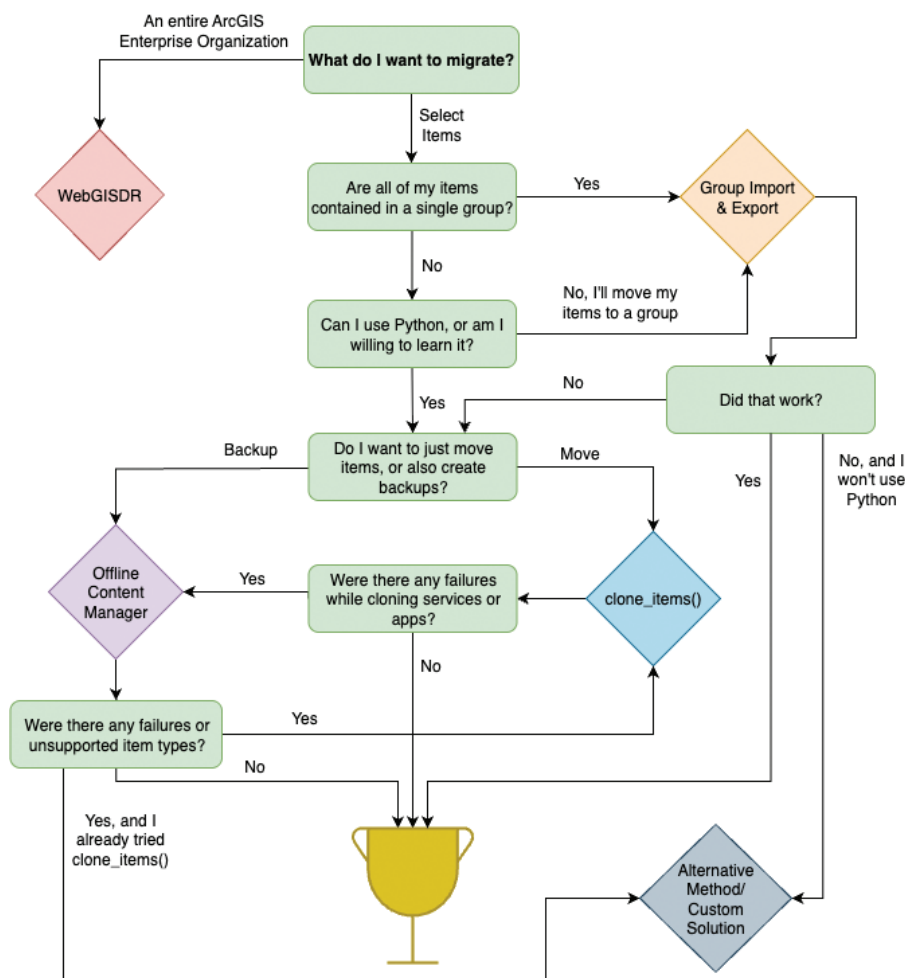 An entire ArcGIS
Enterprise Organization
What do I want to migrate?
Select
Items
WebGISDR
Are all of my items
contained in a single group?
Yes
Group Import
& Export
No
No, I'll move my
items to a group
Can I use Python, or am I
willing to learn it?
No
Did that work?
Yes
Backup
Do I want to just move
items, or also create
backups?
Move
Yes
No, and I
won't use
Python
Offline
Content
Manager
Yes
Were there any failures
while cloning services or
apps?
clone_items()
No
Were there any failures or
unsupported item types?
Yes
No
Yes, and I
already tried
clone_items()
Alternative
Method/
Custom
Solution